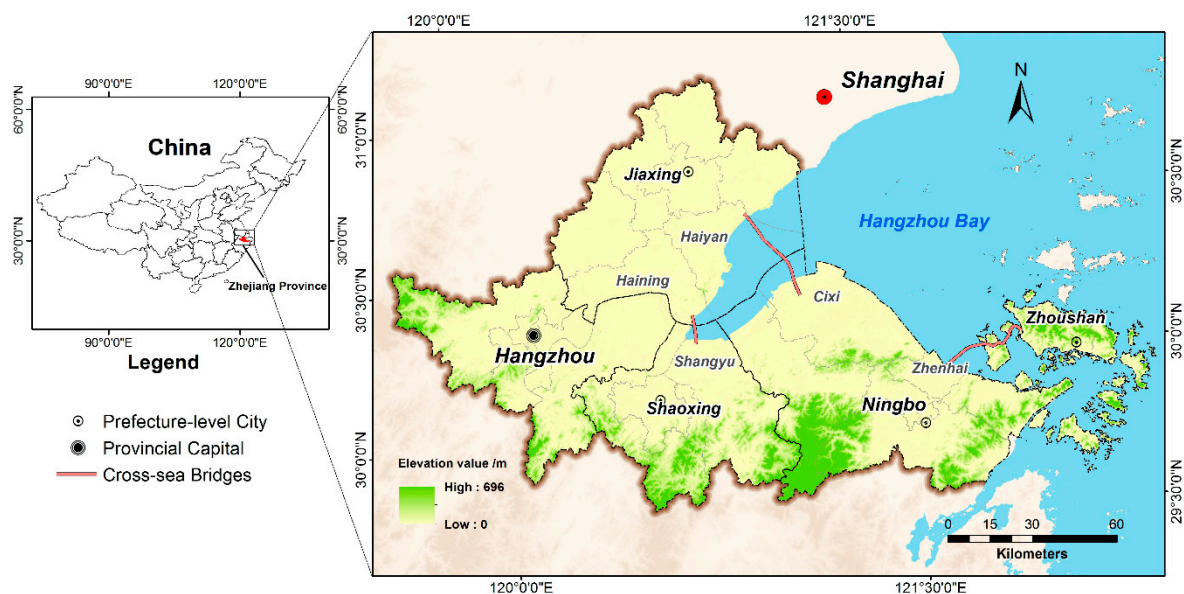 120°0'0"E
121°30'0"E
90°0'0"E
120°0'0"E
60°0'0"N
60°0'0"N
30°0'0"N
30°0'0"N
China
Zhejiang Province
90°0'0"E
120°0'0"E
Legend
Prefecture-level City
Provincial Capital
Cross-sea Bridges
31°0'0"N
30°30'0"N
30°0'0"N
30°30'0"N
30°0'0"N
29°30'0"N
Shanghai
N
Jiaxing
Hangzhou Bay
Haiyan
Haining
Cixi
Zhoushan
Hangzhou
Shangyu
Zhenhai
Shaoxing
Ningbo
Elevation value /m
High : 696
Low : 0
0 15 30 60
Kilometers
120°0'0"E
121°30'0"E